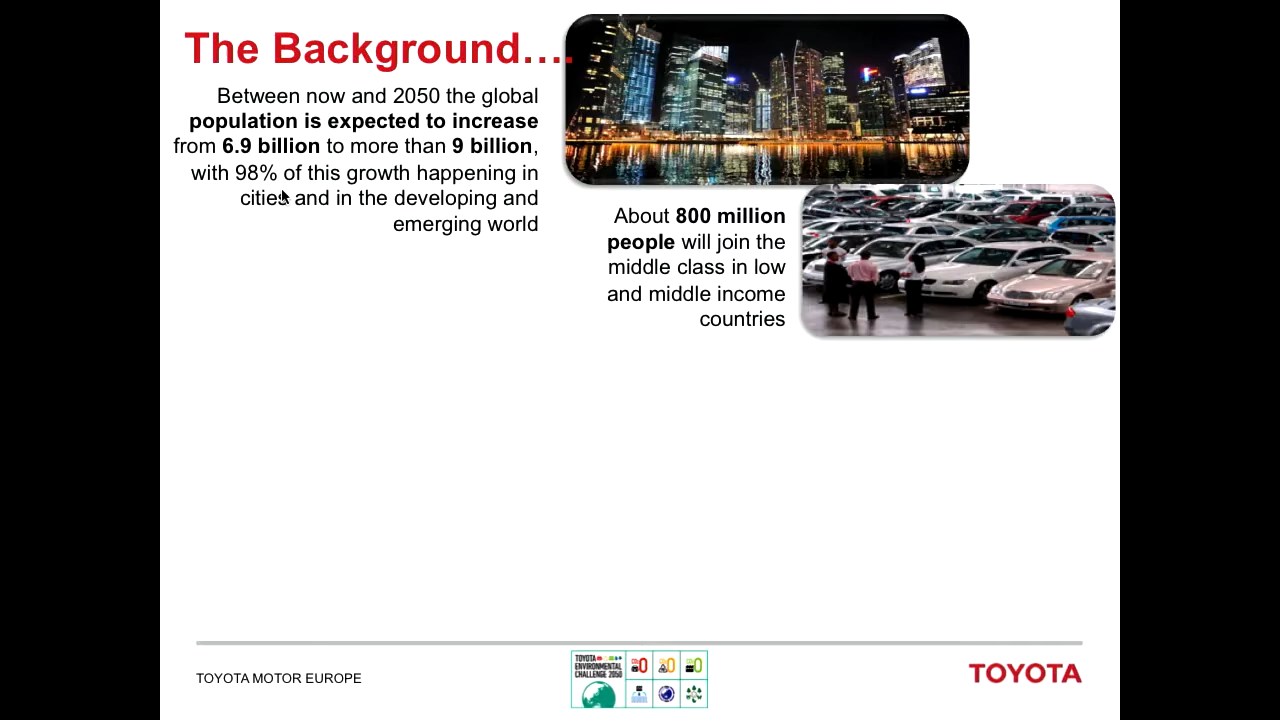 The Background....
Between now and 2050 the global
population is expected to increase
from 6.9 billion to more than 9 billion,
with 98% of this growth happening in
cities and in the developing and
emerging world
About 800 million
people will join the
middle class in low
and middle income
countries
TOYOTA MOTOR EUROPE
TOYOTA
ENVIRONMENTAL
CHALLENGE 2050
TOYOTA